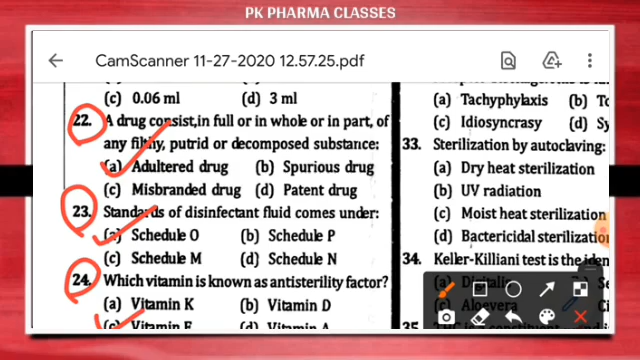 PK PHARMA CLASSES
CamScanner 11-27-2020 12.57.25.pdf
(c) 0.06 ml (d) 3 ml
22. A drug consist,in full or in whole or in part, of
any filthy, putrid or decomposed substance:
(a) Adultered drug (b) Spurious drug
(c) Misbranded drug (d) Patent drug
23. Standards of disinfectant fluid comes under:
(a) Schedule O (b) Schedule P
(c) Schedule M (d) Schedule N
24. Which vitamin is known as antisterility factor?
(a) Vitamin K (b) Vitamin D
Vitamin E (d) Vitamin A
(a) Tachyphylaxis (b)
(c) Idiosyncrasy (d)
33. Sterilization by autoclaving:
(a) Dry heat sterilization
(b) UV radiation
(c) Moist heat sterilization
(d) Bactericidal
34. Keller-Killiani test is the
(a) Digitalis
(c) Aloevera
35.